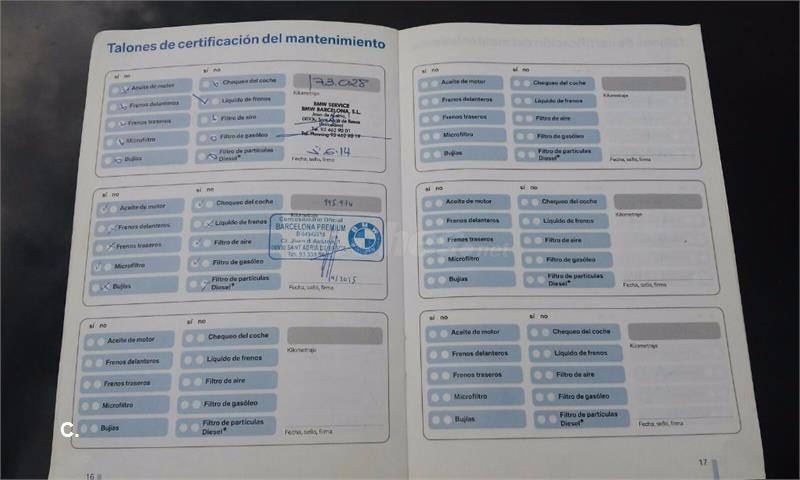 Talones de certificación del mantenimiento
sí no sí no
Aceite de motor Chequeo del coche 173.028
Frenos delanteros Líquido de frenos Kilometraje
Frenos traseros Filtro de aire
Microfiltro Filtro de gasóleo
Bujías Filtro de partículas Diesel*
BMW SERVICE
BMW BARCELONA, S.L.
Fecha, sello, firma
sí no sí no
Aceite de motor Chequeo del coche
Frenos delanteros Líquido de frenos
Frenos traseros Filtro de aire
Microfiltro Filtro de gasóleo
Bujías Filtro de partículas Diesel*
Concesionario Oficial
BARCELONA PREMIUM
BMW
Fecha, sello, firma
sí no sí no
Aceite de motor Chequeo del coche
Frenos delanteros Líquido de frenos Kilometraje
Frenos traseros Filtro de aire
Microfiltro Filtro de gasóleo
Bujías Filtro de partículas Diesel*
Fecha, sello, firma
C.
16
sí no sí no
Aceite de motor Chequeo del coche
Frenos delanteros Líquido de frenos Kilometraje
Frenos traseros Filtro de aire
Microfiltro Filtro de gasóleo
Bujías Filtro de partículas Diesel*
Fecha, sello, firma
sí no sí no
Aceite de motor Chequeo del coche
Frenos delanteros Líquido de frenos Kilometraje
Frenos traseros Filtro de aire
Microfiltro Filtro de gasóleo
Bujías Filtro de partículas Diesel*
Fecha, sello, firma
sí no sí no
Aceite de motor Chequeo del coche
Frenos delanteros Líquido de frenos Kilometraje
Frenos traseros Filtro de aire
Microfiltro Filtro de gasóleo
Bujías Filtro de partículas Diesel*
Fecha, sello, firma
17